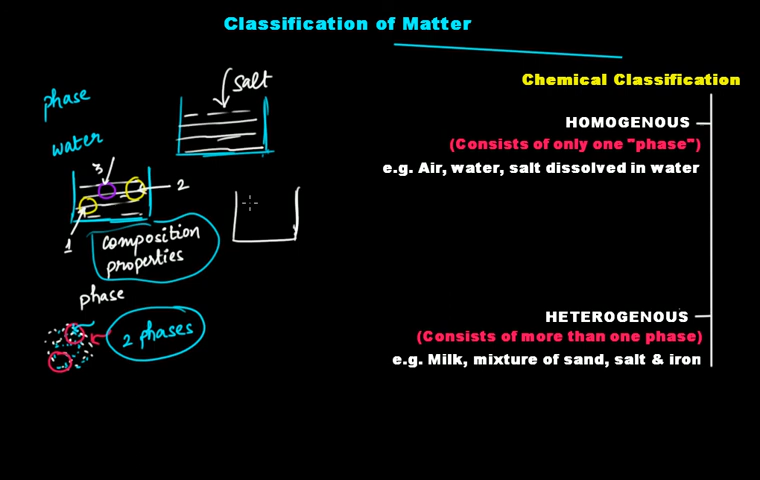 Classification of Matter
Chemical Classification
phase
salt
water
3
2
1
composition
properties
phase
2 phases
HOMOGENOUS
(Consists of only one "phase")
e.g. Air, water, salt dissolved in water
HETEROGENOUS
(Consists of more than one phase)
e.g. Milk, mixture of sand, salt & iron